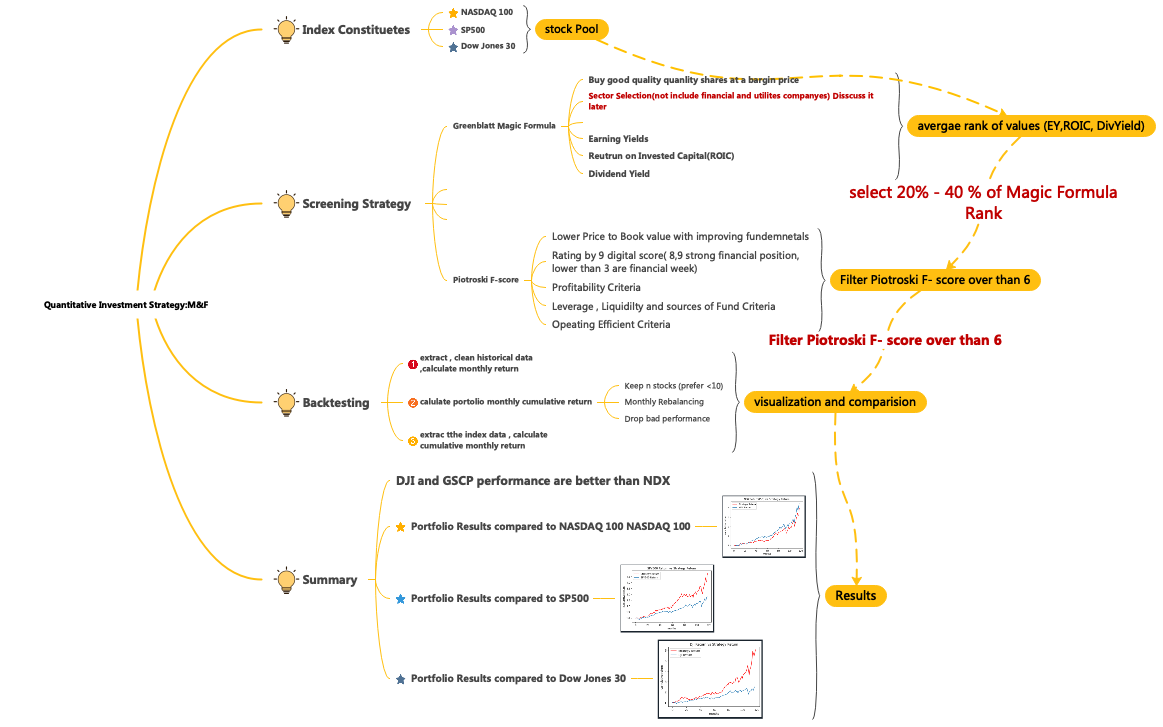 Quantitative Investment Strategy:M&F
Index Constituetes
NASDAQ 100
SP500
Dow Jones 30
stock Pool
Screening Strategy
Greenblatt Magic Formula
Buy good quality quanlity shares at a bargin price
Sector Selection(not include financial and utilites companyes) Disscuss it
later
Earning Yields
Reutrun on Invested Capital(ROIC)
Dividend Yield
avergae rank of values (EY,ROIC, DivYield)
select 20% - 40 % of Magic Formula
Rank
Piotroski F-score
Lower Price to Book value with improving fundemnetals
Rating by 9 digital score( 8,9 strong financial position,
lower than 3 are financial week)
Profitability Criteria
Leverage , Liquidilty and sources of Fund Criteria
Opeating Efficient Criteria
Filter Piotroski F- score over than 6
Filter Piotroski F- score over than 6
Backtesting
1 extract , clean historical data
,calculate monthly return
2 calulate portolio monthly cumulative return
Keep n stocks (prefer <10)
Monthly Rebalancing
Drop bad performance
3 extrac tthe index data , calculate
cumulative monthly return
visualization and comparision
Summary
DJI and GSCP performance are better than NDX
Portfolio Results compared to NASDAQ 100 NASDAQ 100
Portfolio Results compared to SP500
Portfolio Results compared to Dow Jones 30
Results